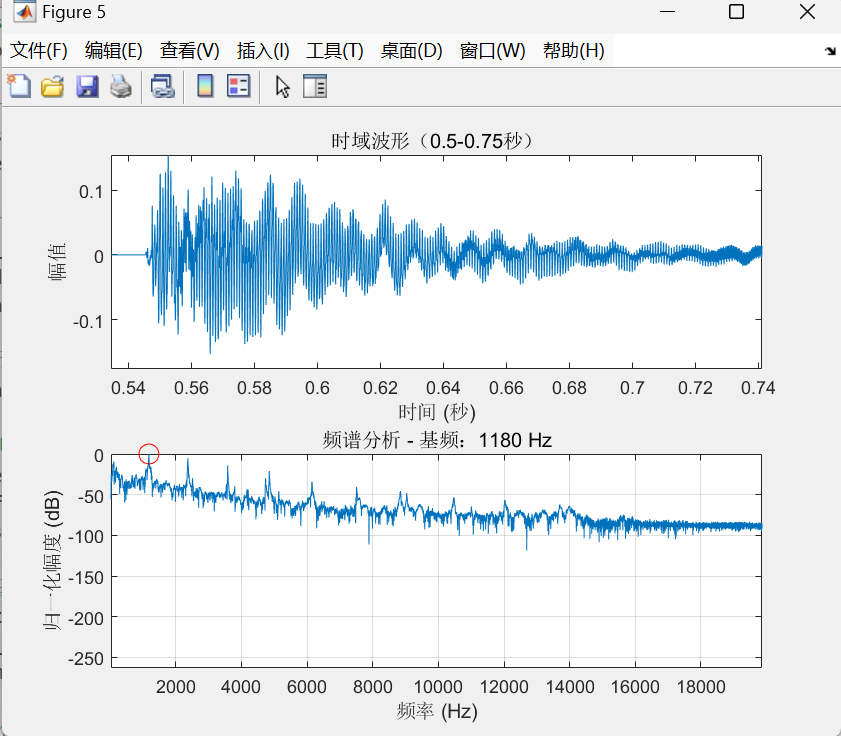 Figure 5
文件(F) 编辑(E) 查看(V) 插入(I) 工具(T) 桌面(D) 窗口(W) 帮助(H)
时域波形（0.5-0.75秒）
0.1
0
-0.1
幅值
0.54 0.56 0.58 0.6 0.62 0.64 0.66 0.68 0.7 0.72 0.74
时间 (秒)
频谱分析 - 基频：1180 Hz
0
-50
-100
-150
-200
-250
归一化幅度 (dB)
2000 4000 6000 8000 10000 12000 14000 16000 18000
频率 (Hz)